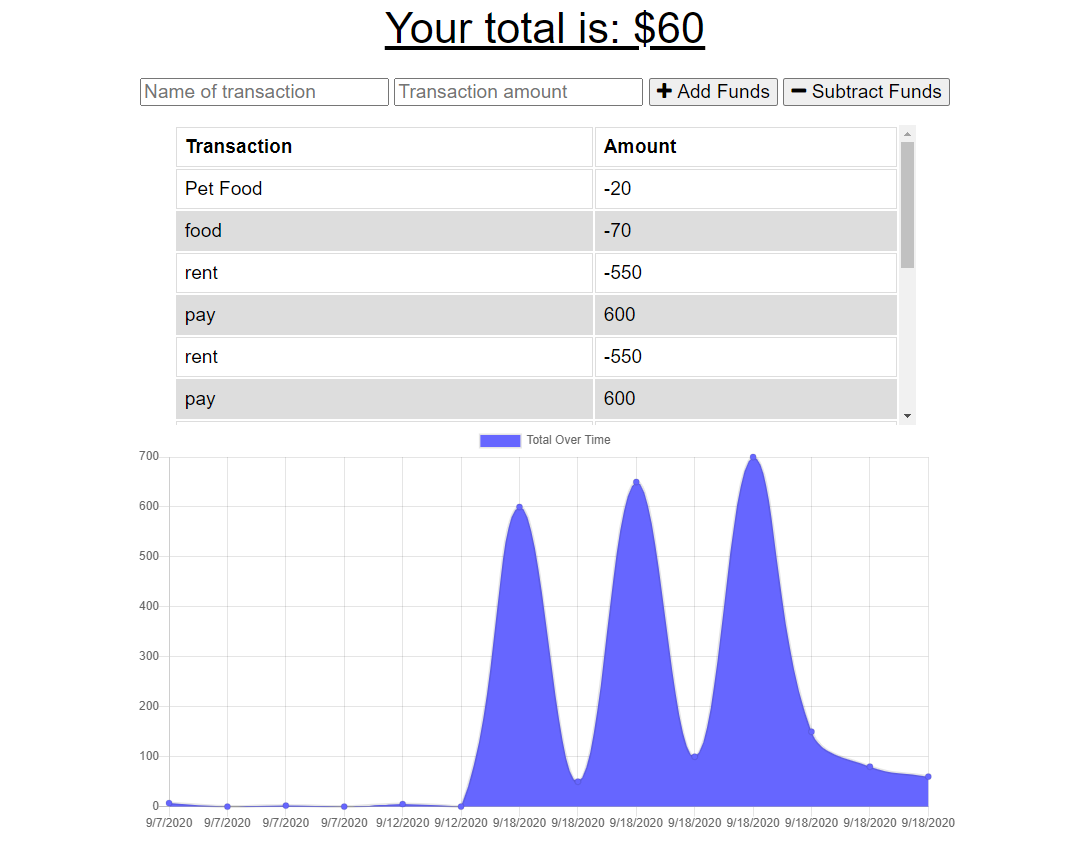 Your total is: $60
Name of transaction Transaction amount Add Funds Subtract Funds
Transaction Amount
Pet Food -20
food -70
rent -550
pay 600
rent -550
pay 600
Total Over Time
700
600
500
400
300
200
100
0
9/7/2020 9/7/2020 9/7/2020 9/7/2020 9/12/2020 9/12/2020 9/18/2020 9/18/2020 9/18/2020 9/18/2020 9/18/2020 9/18/2020 9/18/2020 9/18/2020